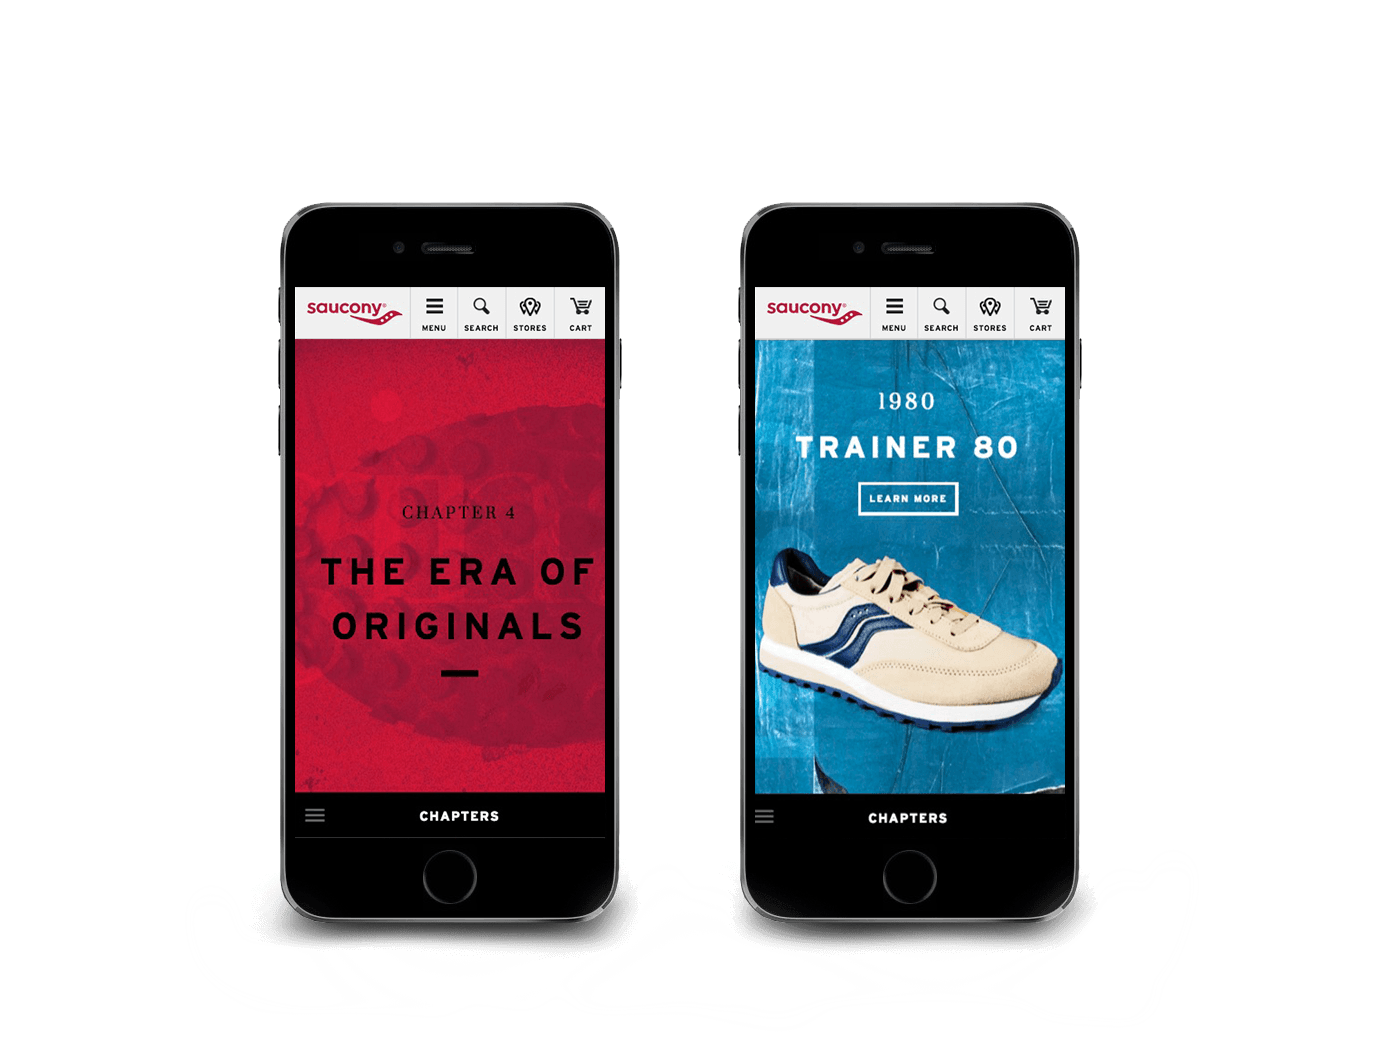 saucony®
MENU
SEARCH
STORES
CART
CHAPTER 4
THE ERA OF
ORIGINALS
CHAPTERS
saucony®
MENU
SEARCH
STORES
CART
1980
TRAINER 80
LEARN MORE
CHAPTERS